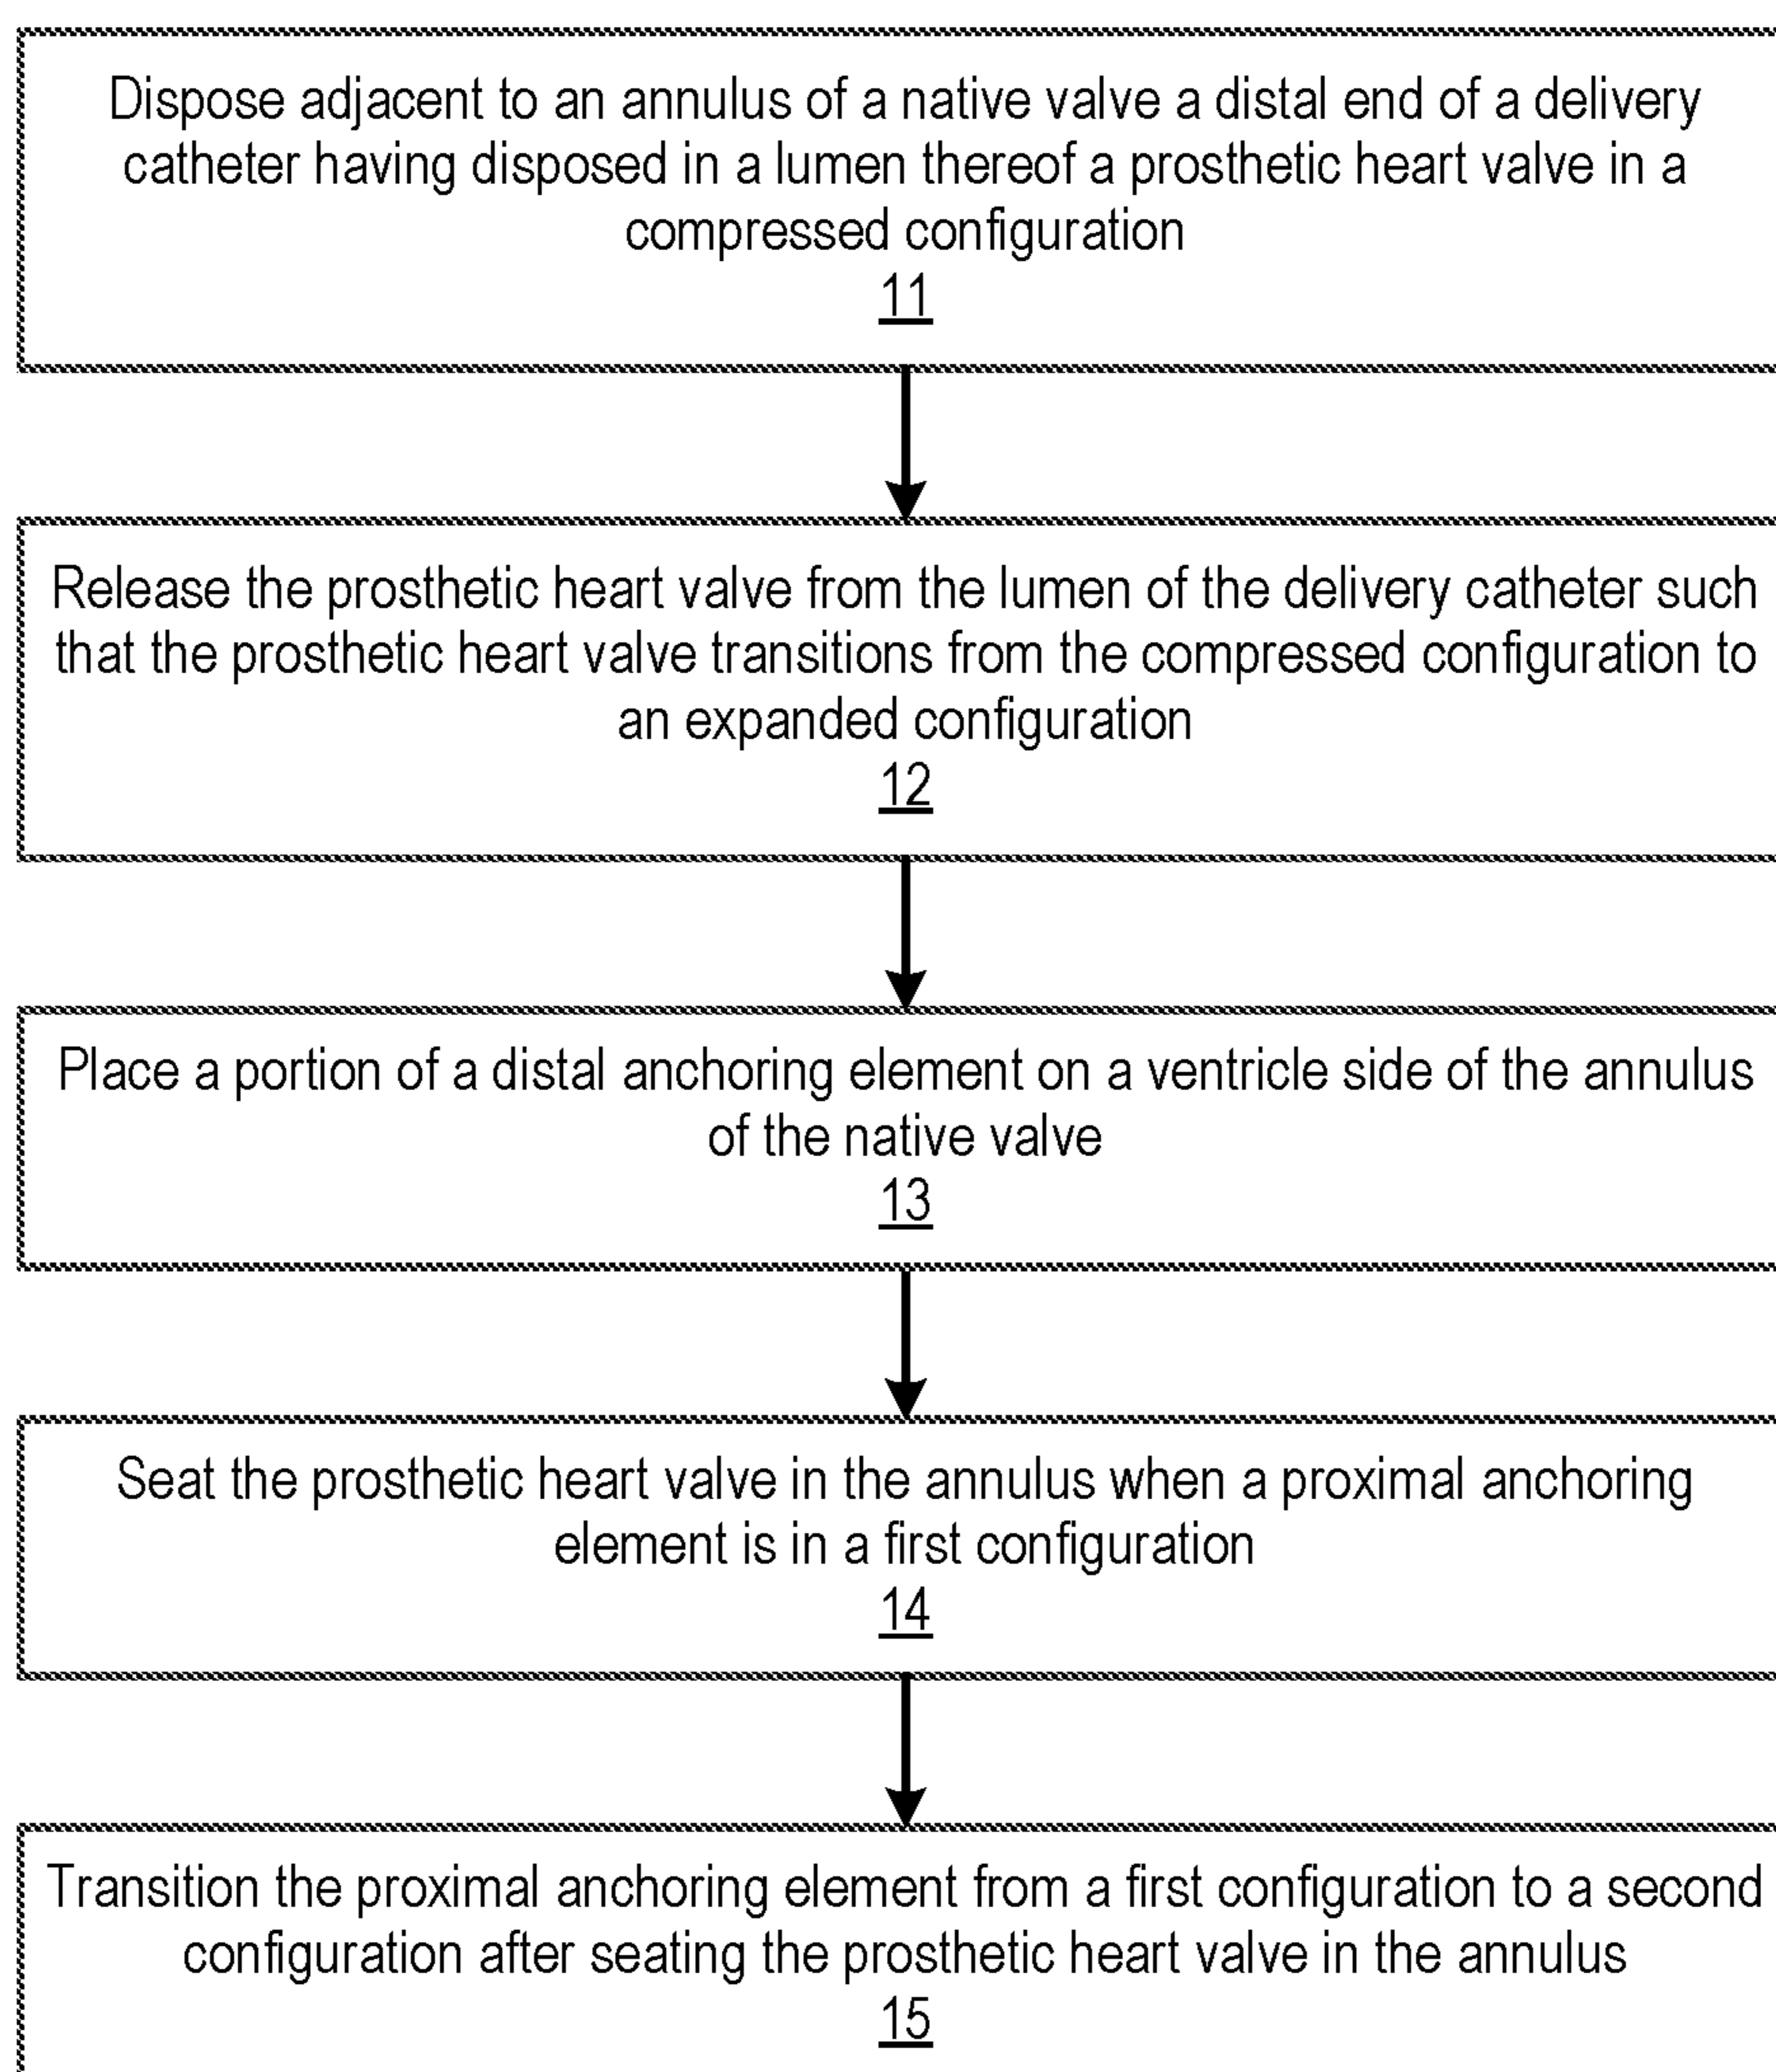 Dispose adjacent to an annulus of a native valve a distal end of a delivery
catheter having disposed in a lumen thereof a prosthetic heart valve in a
compressed configuration
11
Release the prosthetic heart valve from the lumen of the delivery catheter such
that the prosthetic heart valve transitions from the compressed configuration to
an expanded configuration
12
Place a portion of a distal anchoring element on a ventricle side of the annulus
of the native valve
13
Seat the prosthetic heart valve in the annulus when a proximal anchoring
element is in a first configuration
14
Transition the proximal anchoring element from a first configuration to a second
configuration after seating the prosthetic heart valve in the annulus
15